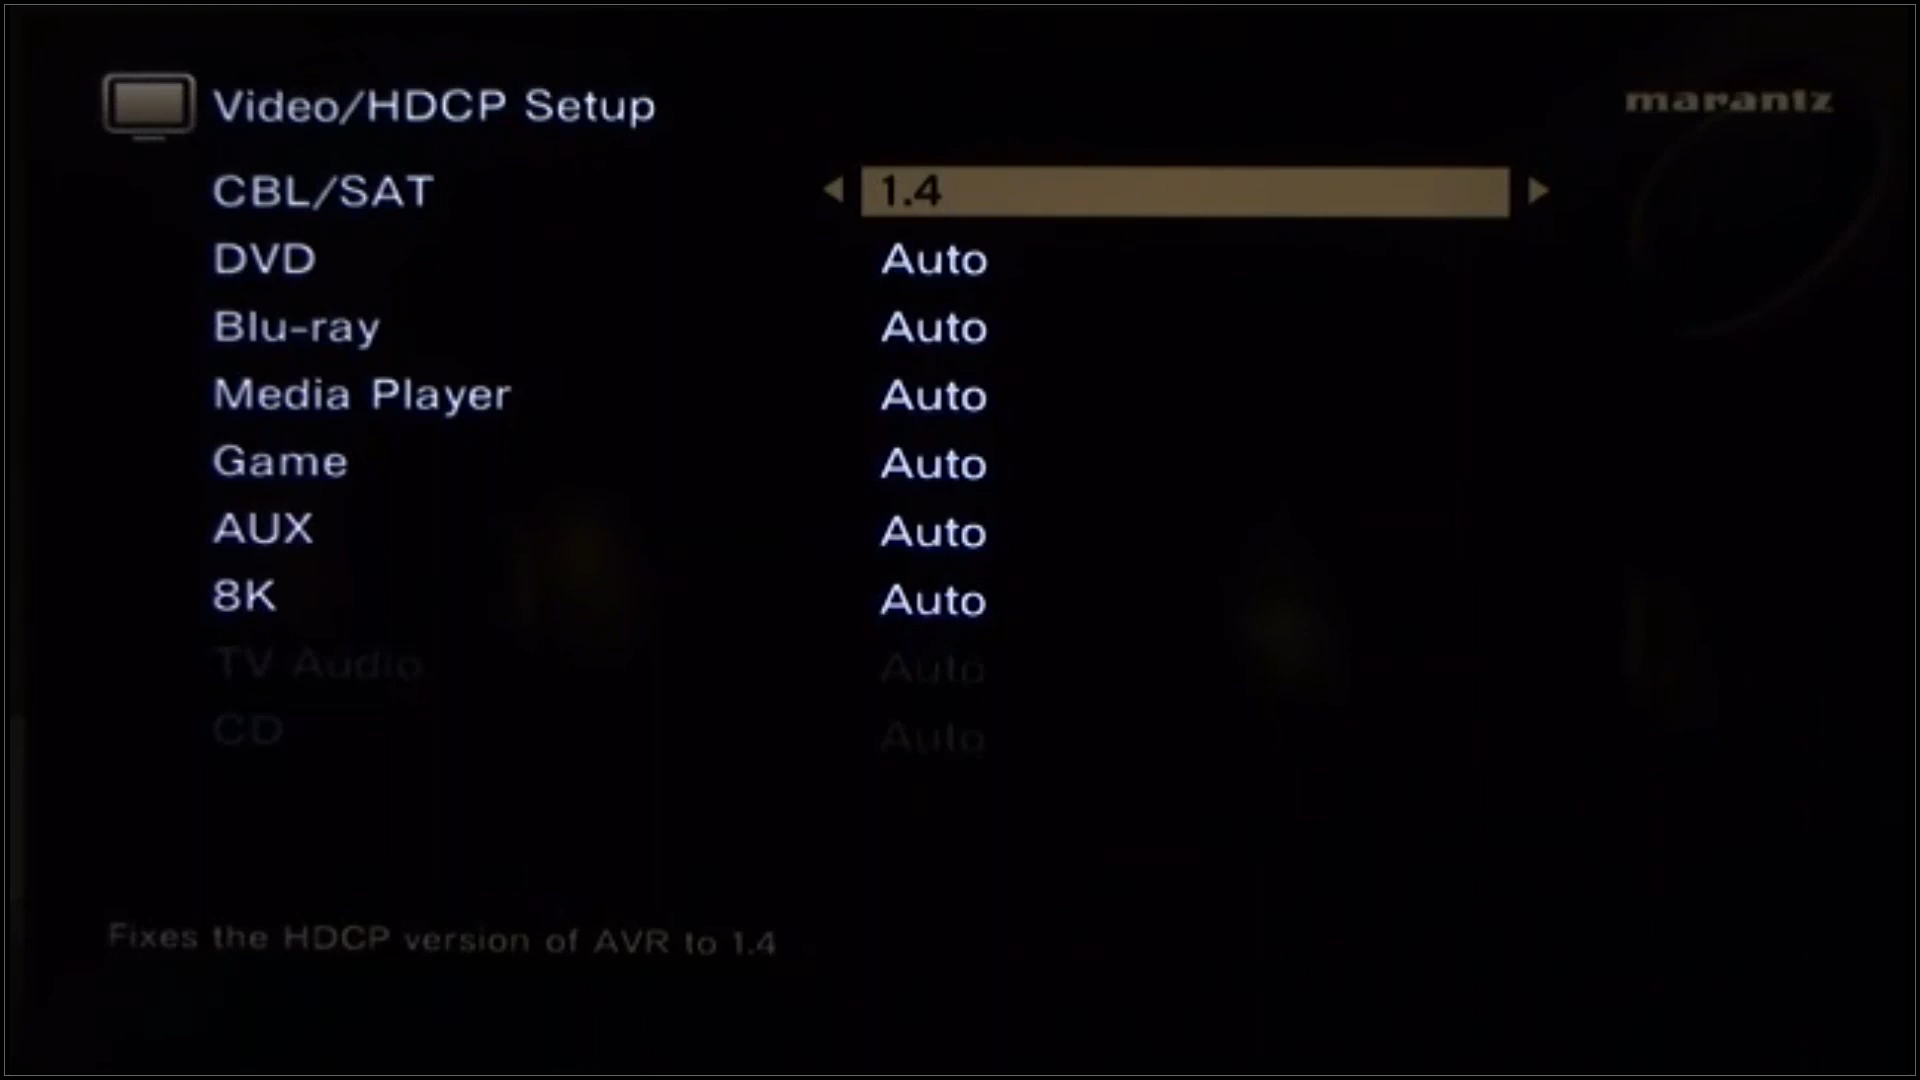 Video/HDCP Setup
marantz
CBL/SAT 1.4
DVD Auto
Blu-ray Auto
Media Player Auto
Game Auto
AUX Auto
8K Auto
TV Audio Auto
CD Auto
Fixes the HDCP version of AVR to 1.4